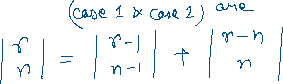 (case 1 & case 2) are
| r n | = | r-1 n-1 | + | r-n n |